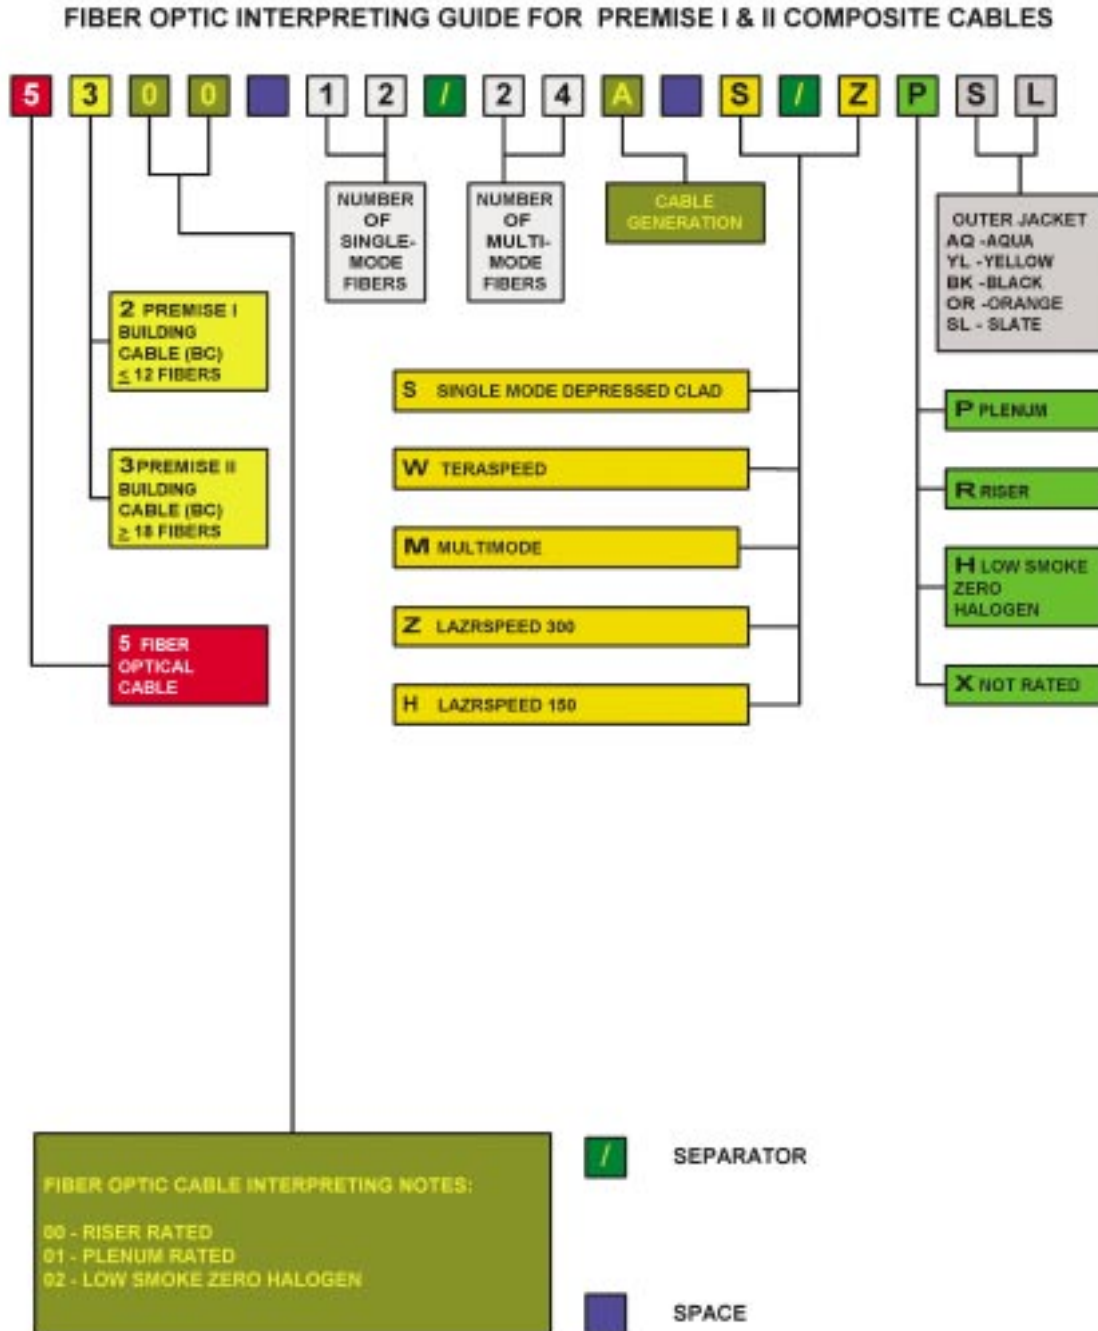 FIBER OPTIC INTERPRETING GUIDE FOR PREMISE I & II COMPOSITE CABLES
5 3 0 0 1 2 / 2 4 A S / Z P S L
NUMBER
OF
SINGLE-
MODE
FIBERS
NUMBER
OF
MULTI-
MODE
FIBERS
CABLE
GENERATION
OUTER JACKET
AQ -AQUA
YL -YELLOW
BK -BLACK
OR -ORANGE
SL - SLATE
2 PREMISE I
BUILDING
CABLE (BC)
≤ 12 FIBERS
3 PREMISE II
BUILDING
CABLE (BC)
≥ 18 FIBERS
5 FIBER
OPTICAL
CABLE
S SINGLE MODE DEPRESSED CLAD
W TERASPEED
M MULTIMODE
Z LAZRSPEED 300
H LAZRSPEED 150
P PLENUM
R RISER
H LOW SMOKE
ZERO
HALOGEN
X NOT RATED
FIBER OPTIC CABLE INTERPRETING NOTES:
00 - RISER RATED
01 - PLENUM RATED
02 - LOW SMOKE ZERO HALOGEN
/ SEPARATOR
SPACE